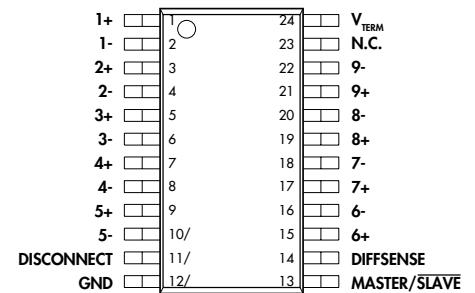 1+ 1 24 VTERM
1- 2 23 N.C.
2+ 3 22 9-
2- 4 21 9+
3+ 5 20 8-
3- 6 19 8+
4+ 7 18 7-
4- 8 17 7+
5+ 9 16 6-
5- 10/ 15 6+
DISCONNECT 11/ 14 DIFFSENSE
GND 12/ 13 MASTER/SLAVE